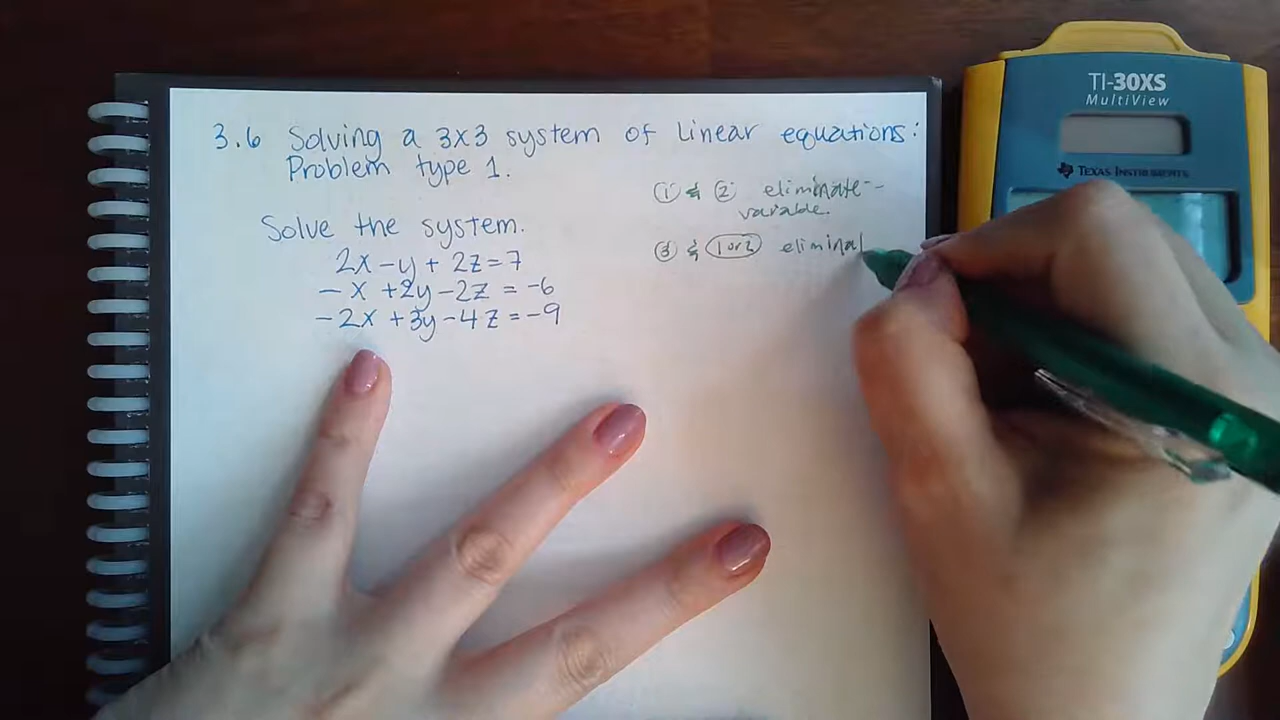 3.6 Solving a 3x3 system of linear equations:
Problem type 1.
① & ② eliminate
variable.
③ & 1 or 2 eliminat
Solve the system.
2x - y + 2z = 7
- x + 2y - 2z = -6
- 2x + 3y - 4z = -9
TI-30XS
MultiView
TEXAS INSTRUMENTS